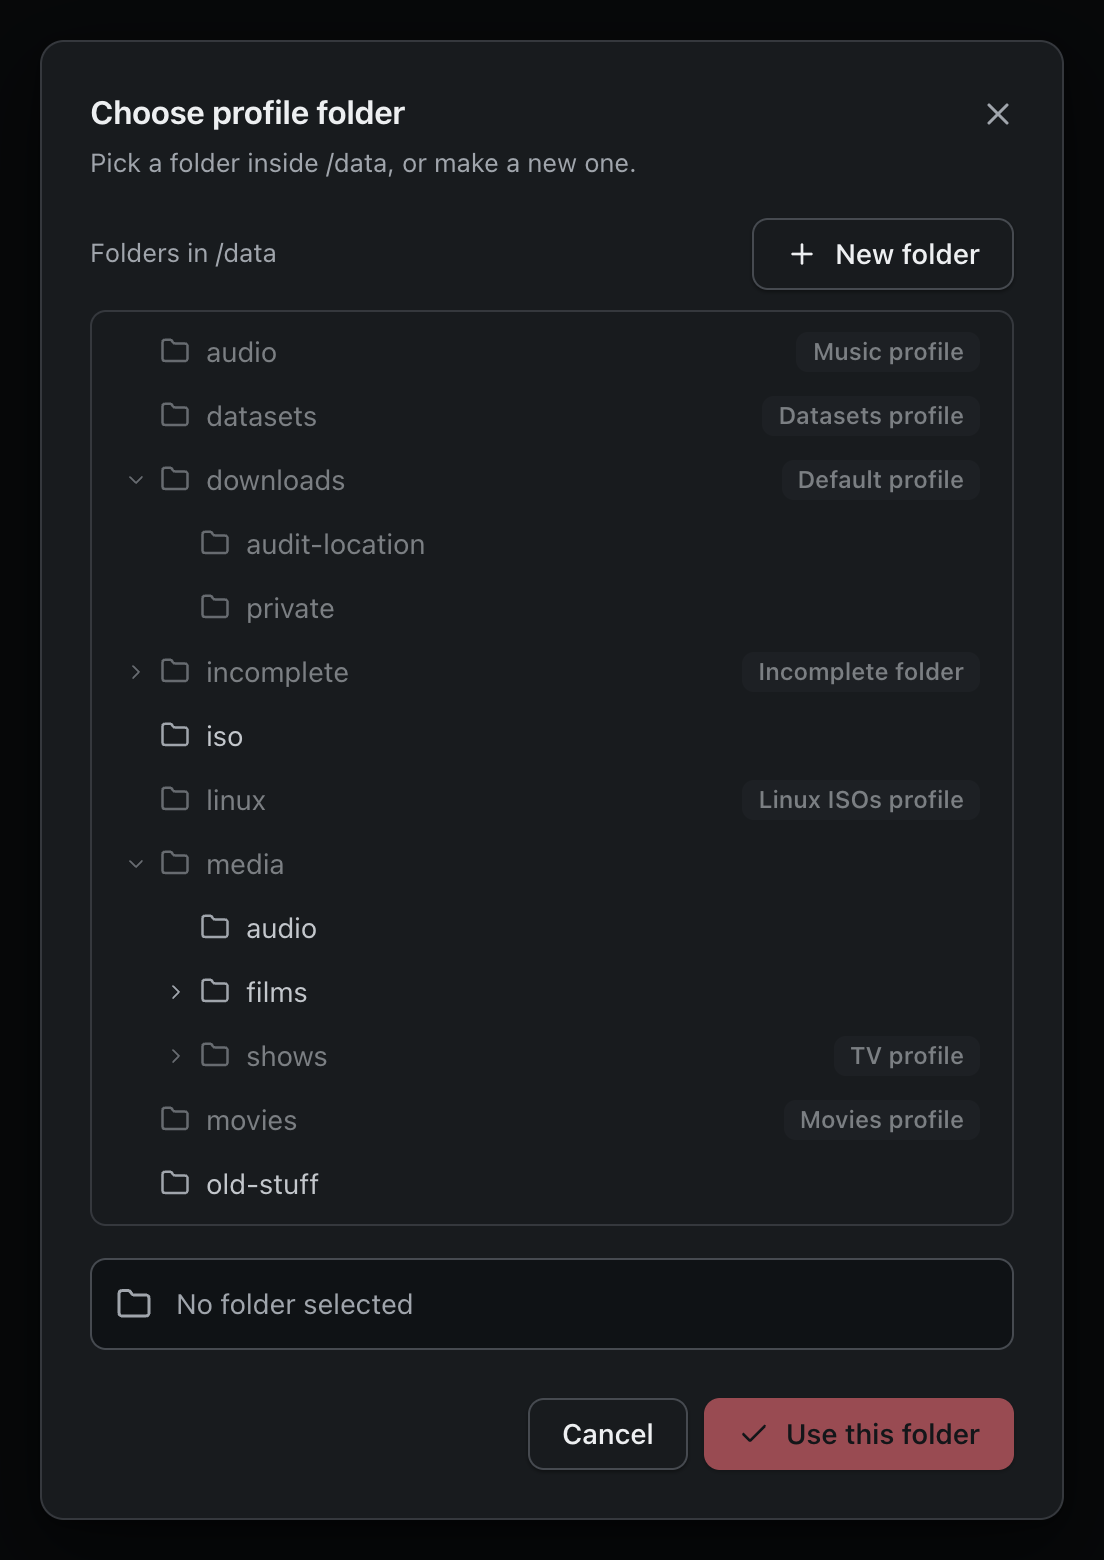 Choose profile folder
Pick a folder inside /data, or make a new one.
Folders in /data
New folder
audio Music profile
datasets Datasets profile
downloads Default profile
audit-location
private
incomplete Incomplete folder
iso
linux Linux ISOs profile
media
audio
films
shows TV profile
movies Movies profile
old-stuff
No folder selected
Cancel Use this folder